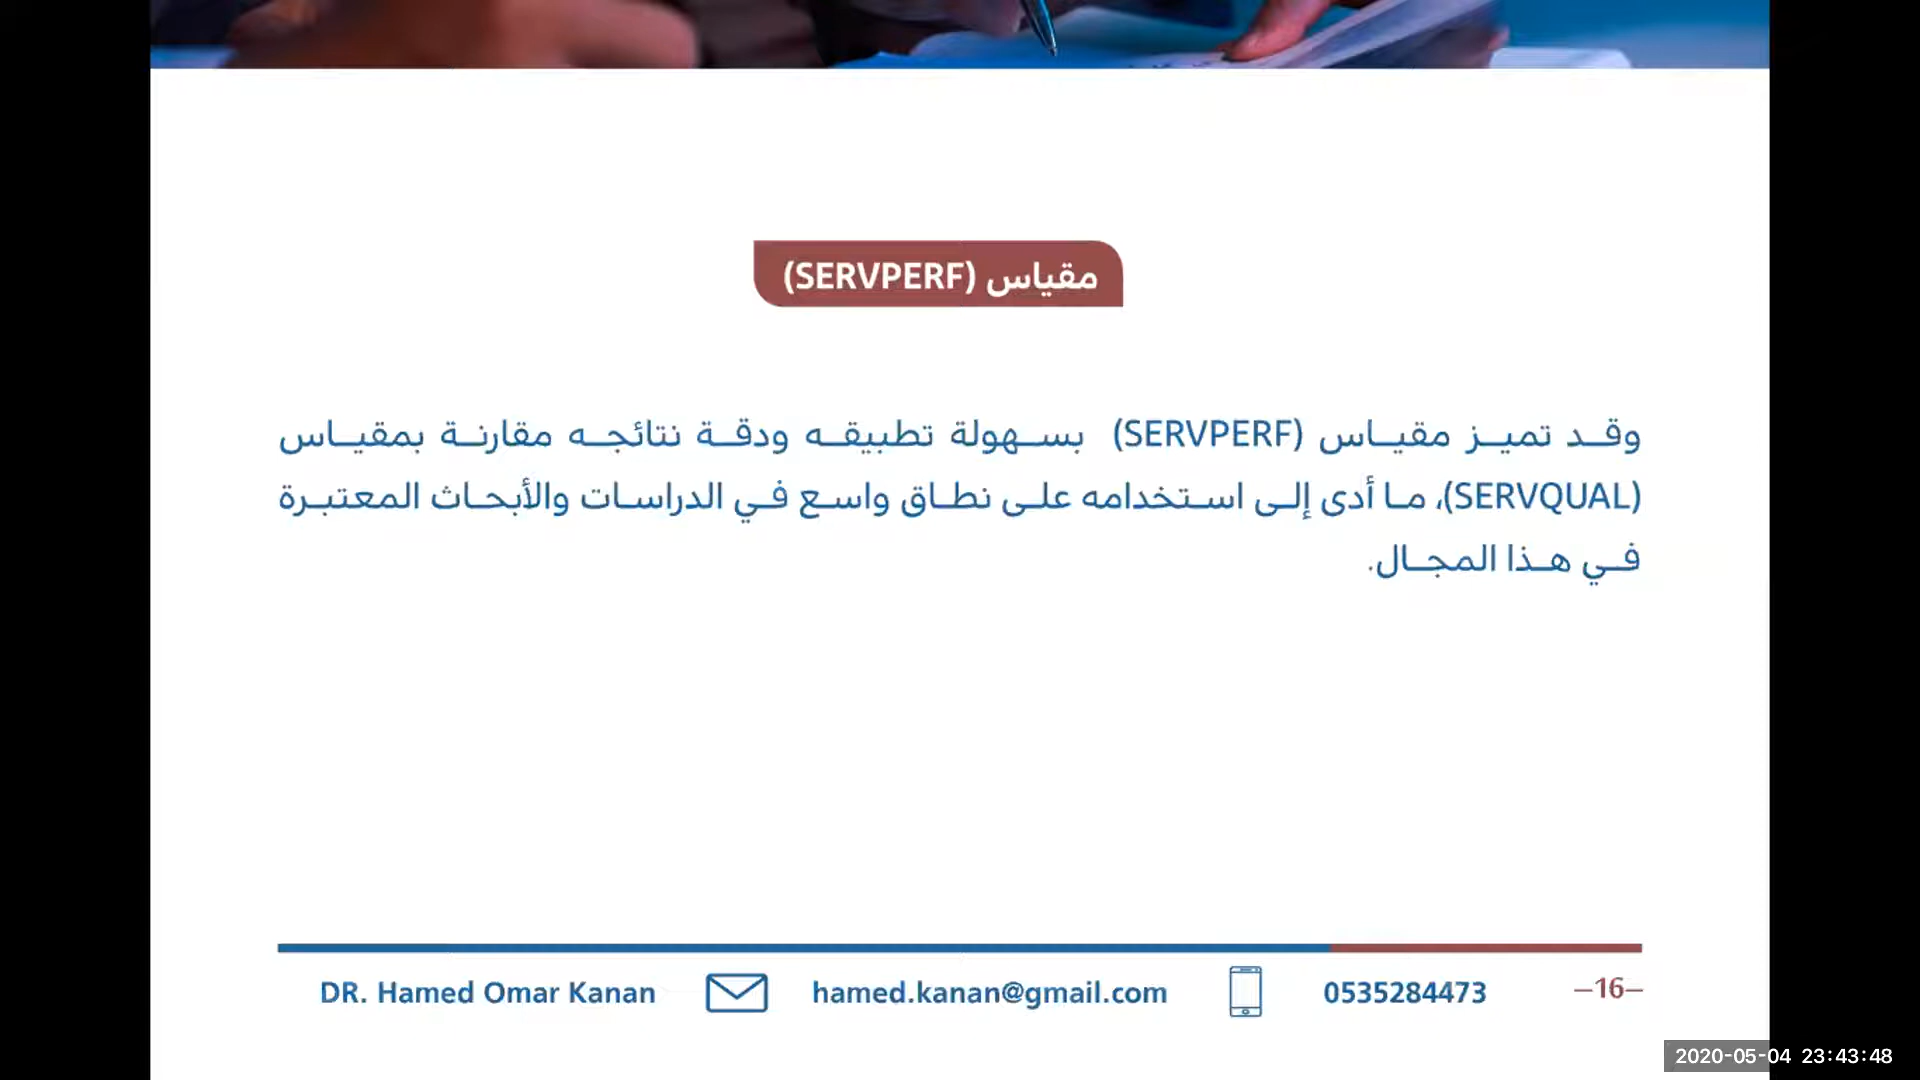 مقياس (SERVPERF)
وقد تميز مقياس (SERVPERF) بسهولة تطبيقه ودقة نتائجه مقارنة بمقياس
(SERVQUAL)، ما أدى إلى استخدامه على نطاق واسع في الدراسات والأبحاث المعتبرة
في هذا المجال.
DR. Hamed Omar Kanan hamed.kanan@gmail.com 0535284473 –16–
2020-05-04 23:43:48